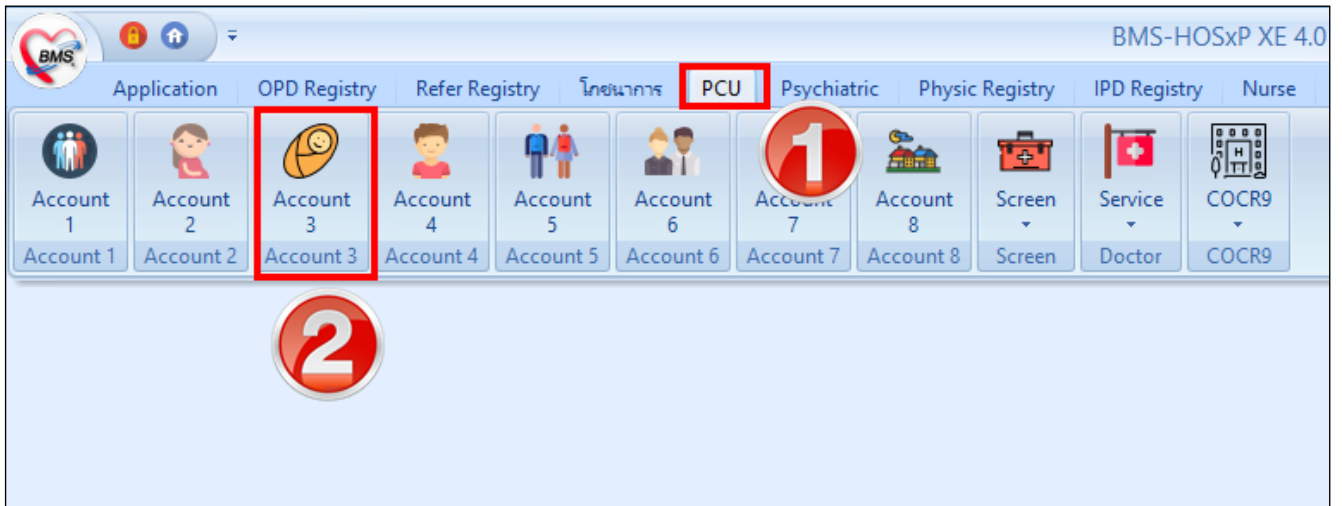 BMS
BMS-HOSxP XE 4.0
Application OPD Registry Refer Registry โภชนาการ PCU Psychiatric Physic Registry IPD Registry Nurse
Account Account Account Account Account Account Account Account Screen Service COCR9
1 2 3 4 5 6 7 8
Account 1 Account 2 Account 3 Account 4 Account 5 Account 6 Account 7 Account 8 Screen Doctor COCR9
1
2